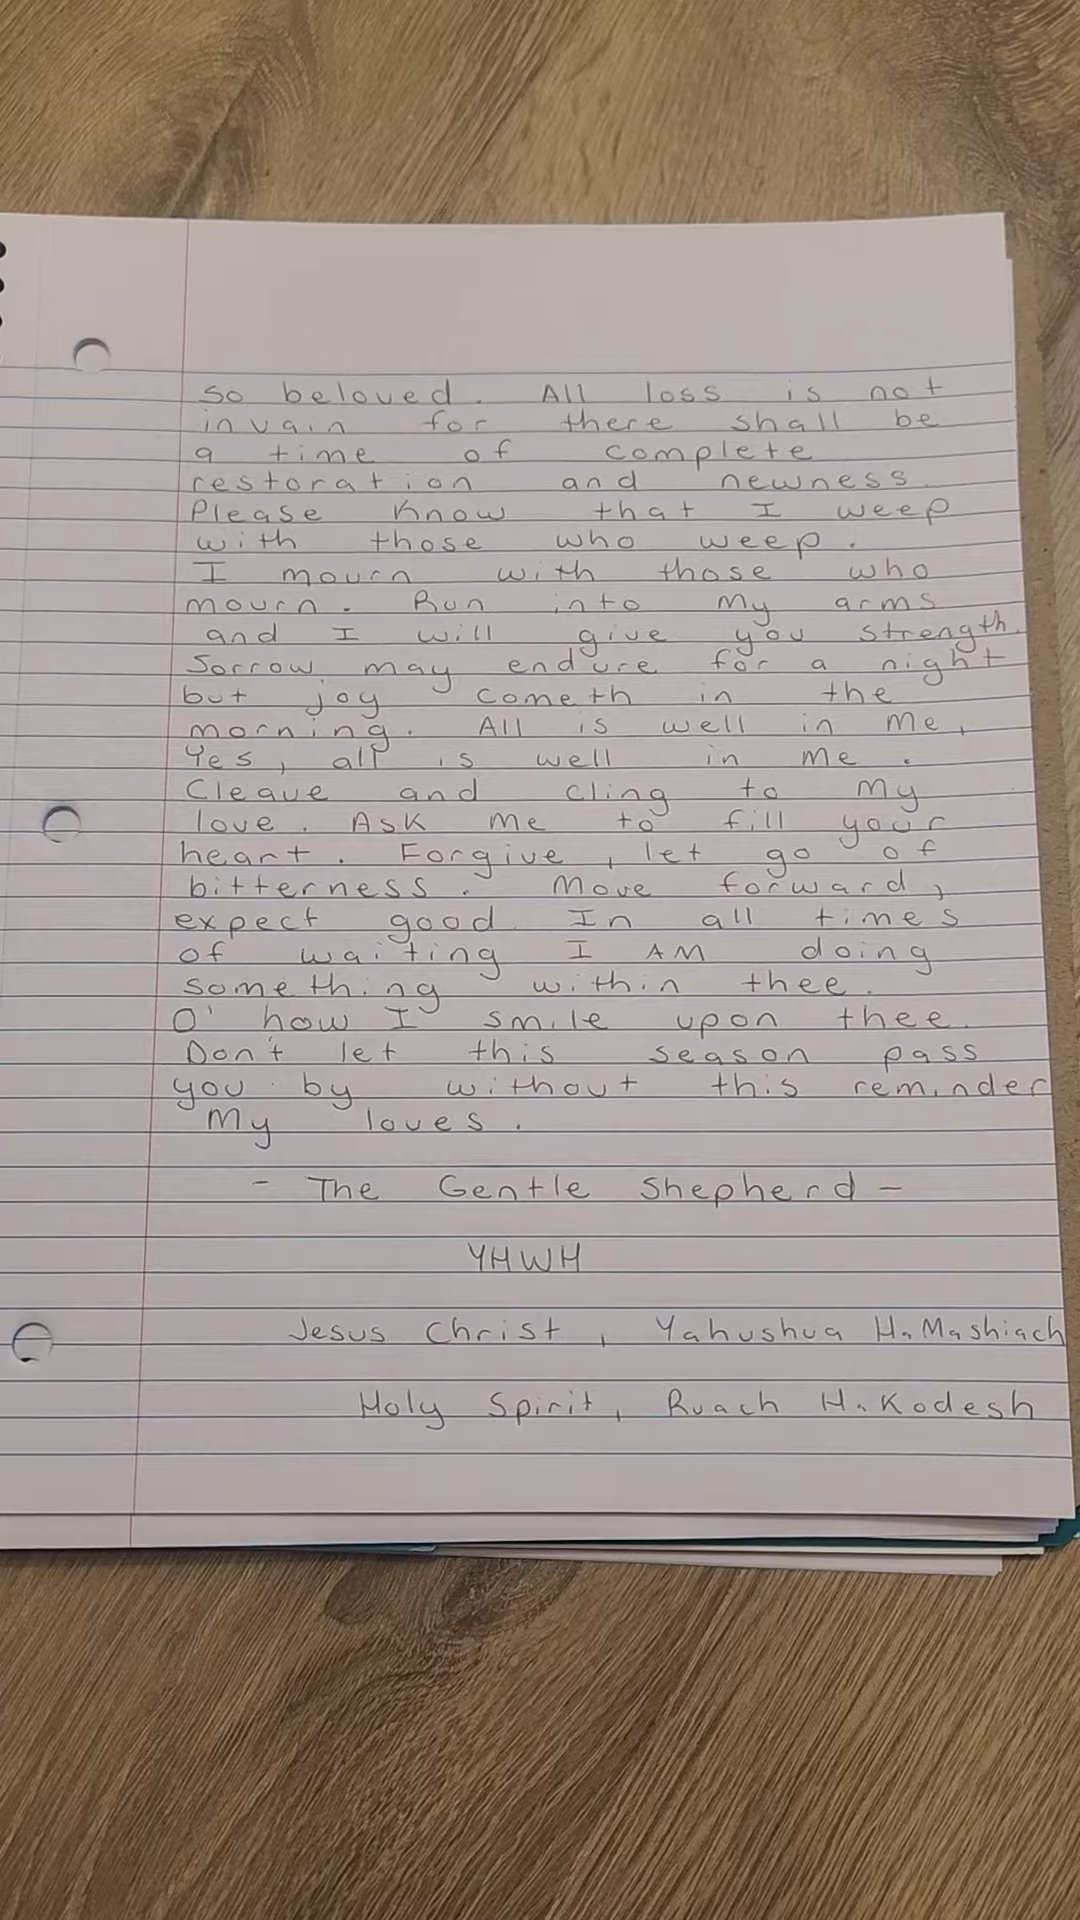 so beloved. All loss is not
invain for there shall be
a time of complete
restoration and newness.
Please know that I weep
with those who weep.
I mourn with those who
mourn. Run into My arms
and I will give you strength.
Sorrow may endure for a night
but joy cometh in the
morning. All is well in Me,
Yes, all is well in Me.
Cleave and cling to My
love. Ask Me to fill your
heart. Forgive, let go of
bitterness. Move forward,
expect good. In all times
of waiting I AM doing
something within thee.
O' how I smile upon thee.
Don't let this season pass
you by without this reminder
My loves.
- The Gentle Shepherd -
YHWH
Jesus Christ, Yahushua HaMashiach
Holy Spirit, Ruach HaKodesh